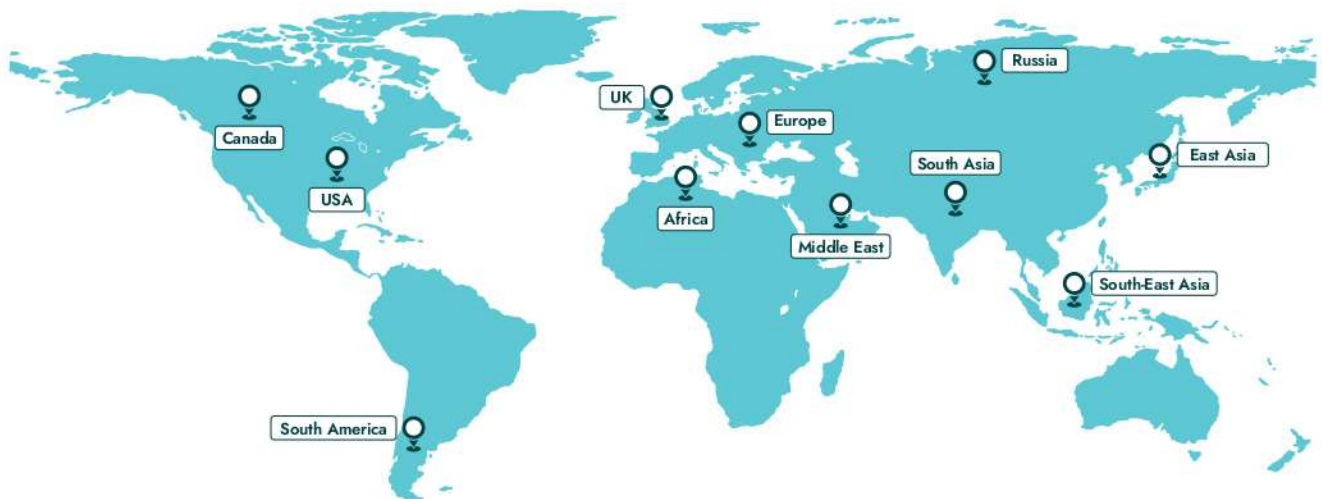 Russia
UK
Europe
Canada
East Asia
South Asia
USA
Africa
Middle East
South-East Asia
South America